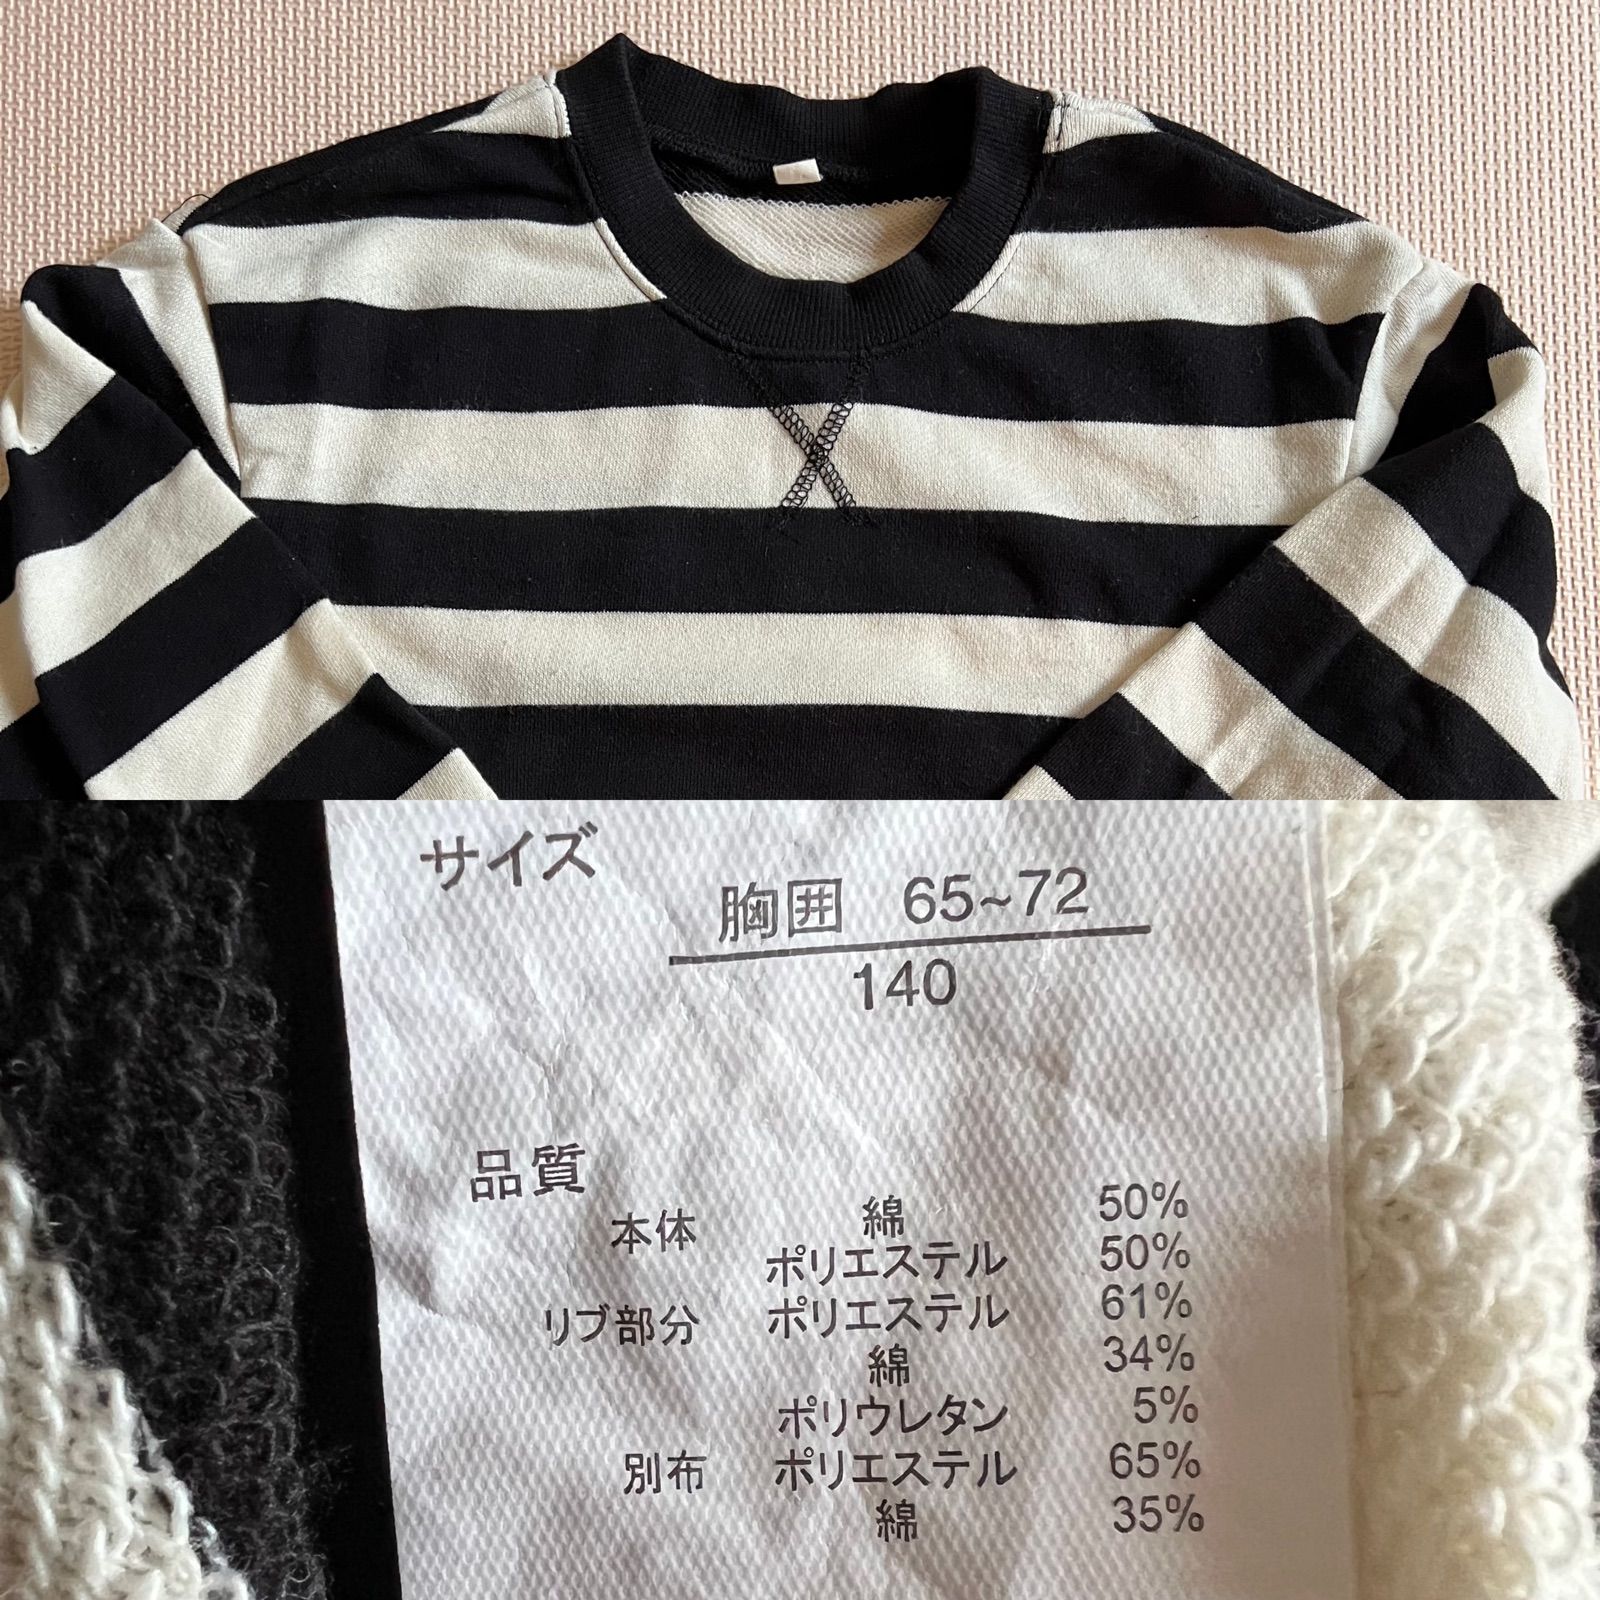 サイズ
胸囲 65~72
140
品質
本体 綿 50%
ポリエステル 50%
リブ部分 ポリエステル 61%
綿 34%
ポリウレタン 5%
別布 ポリエステル 65%
綿 35%